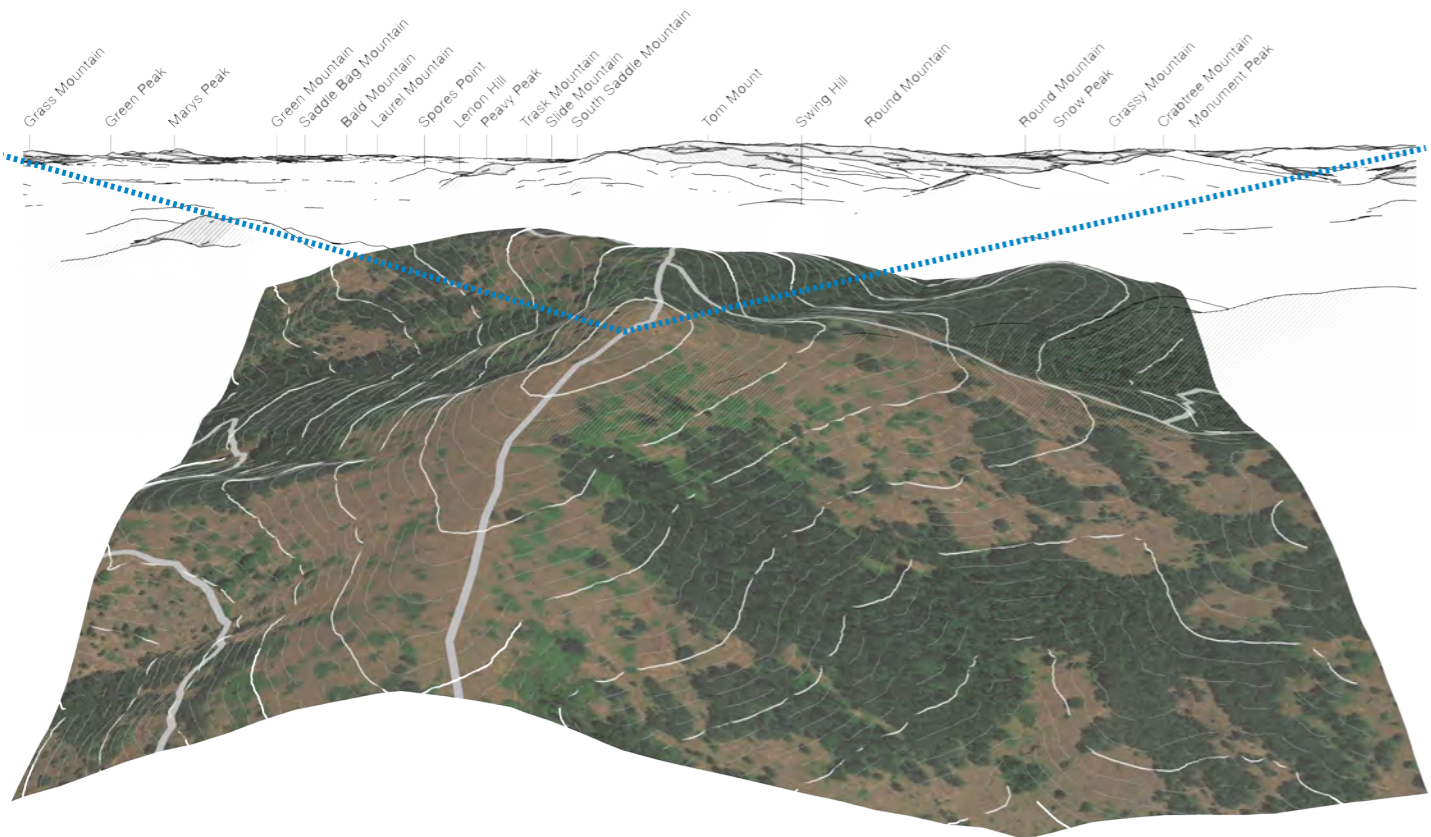 Grass Mountain
Green Peak
Marys Peak
Green Mountain
Saddle Bag Mountain
Bald Mountain
Laurel Mountain
Spores Point
Lenon Hill
Peavy Peak
Trask Mountain
Slide Mountain
South Saddle Mountain
Tom Mount
Swing Hill
Round Mountain
Round Mountain
Snow Peak
Grassy Mountain
Crabtree Mountain
Monument Peak